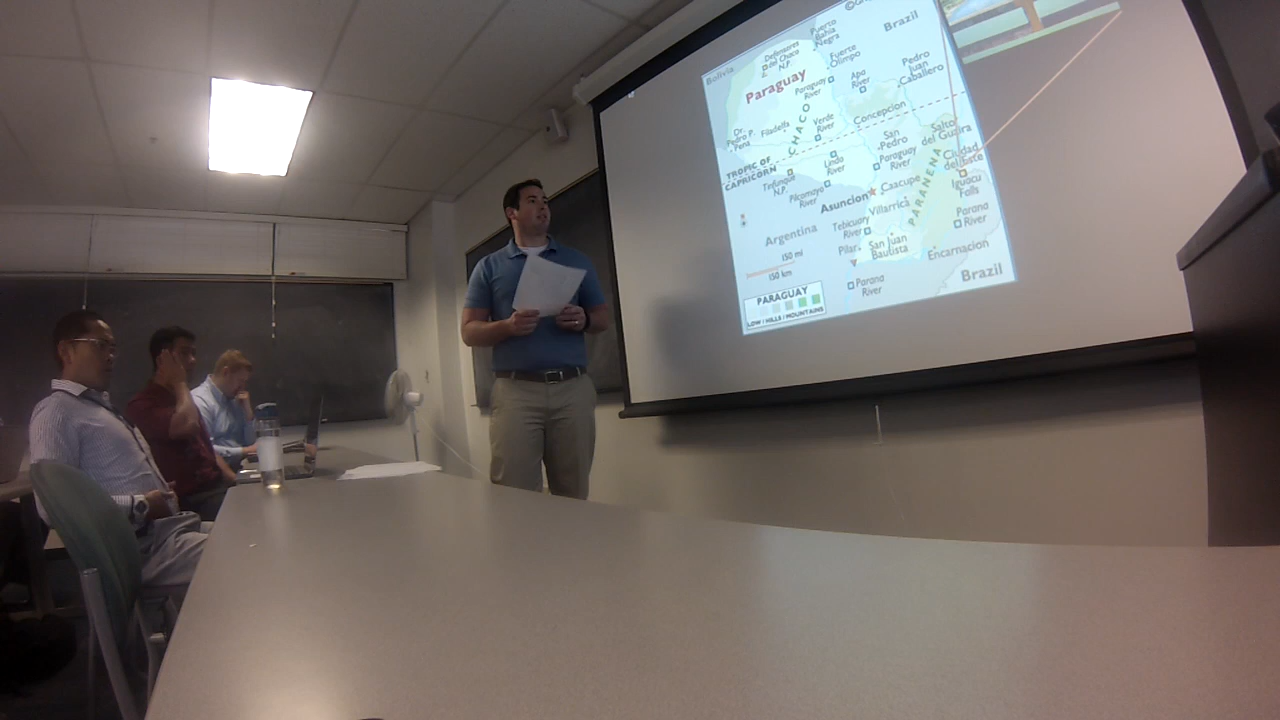 Brazil
Puerto
Bahia
Negra
Bolivia
Defensores
del Chaco
N.P.
Fuerte
Olimpo
Pedro
Juan
Caballero
Paraguay
Paraguay
River
Apa
River
CHACO
Concepcion
Dr.
Pedro P.
Pena
Filadelfia
Verde
River
San
Pedro
Salto
del Guaira
TROPIC OF
CAPRICORN
Lindo
River
Paraguay
River
Ciudad
del Este
Tinfunque
N.P.
Pilcomayo
River
Asuncion
Caacupe
PARANENA
Iguacu
Falls
Villarrica
Argentina
Tebicuary
River
Parana
River
Pilar
San Juan
Bautista
Encarnacion
150 mi
150 km
Parana
River
Brazil
PARAGUAY
LOW / HILLS / MOUNTAINS